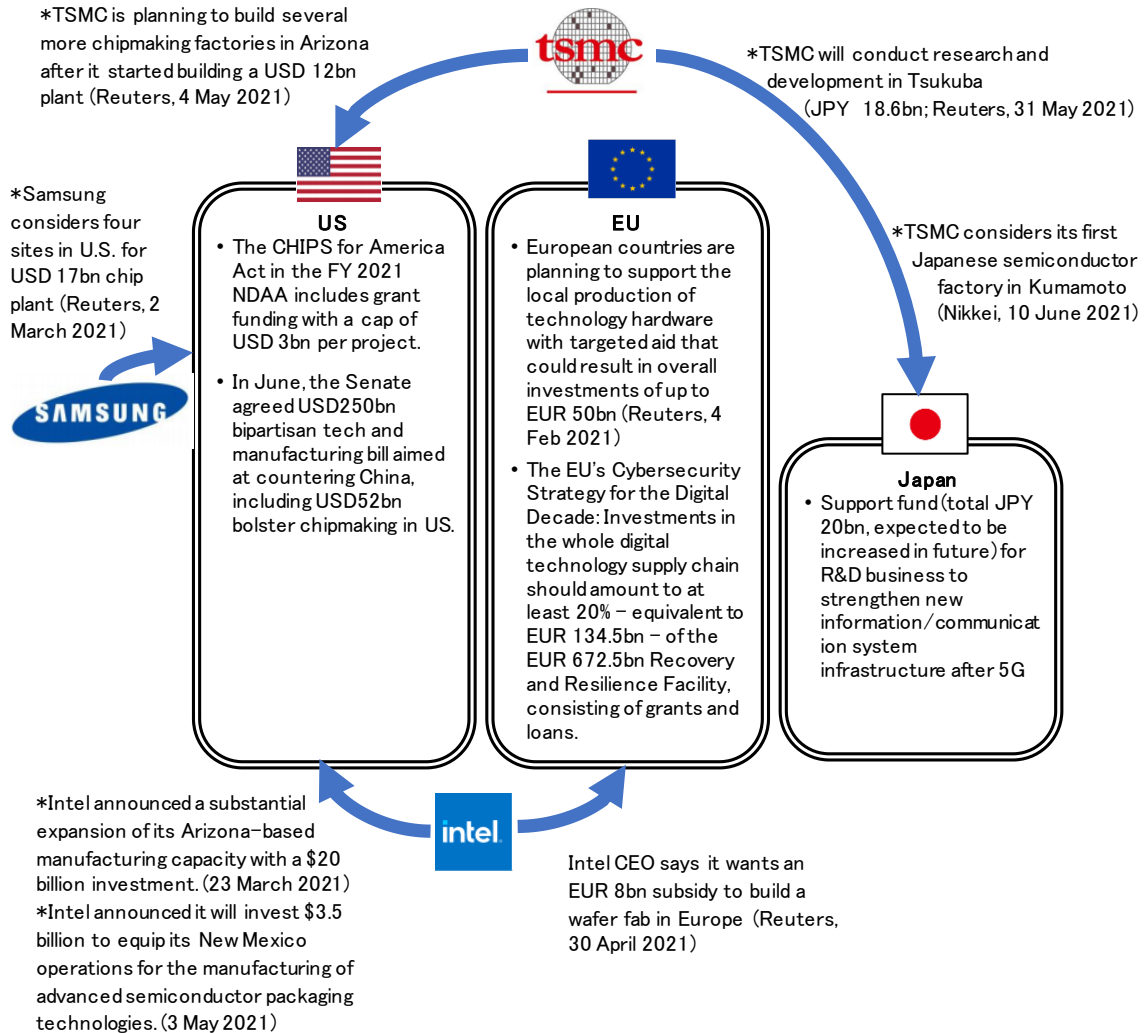 *TSMC is planning to build several
more chipmaking factories in Arizona
after it started building a USD 12bn
plant (Reuters, 4 May 2021)
tsmc
*TSMC will conduct research and
development in Tsukuba
(JPY 18.6bn; Reuters, 31 May 2021)
*Samsung
considers four
sites in U.S. for
USD 17bn chip
plant (Reuters, 2
March 2021)
SAMSUNG
US
• The CHIPS for America
Act in the FY 2021
NDAA includes grant
funding with a cap of
USD 3bn per project.
• In June, the Senate
agreed USD250bn
bipartisan tech and
manufacturing bill aimed
at countering China,
including USD52bn
bolster chipmaking in US.
EU
• European countries are
planning to support the
local production of
technology hardware
with targeted aid that
could result in overall
investments of up to
EUR 50bn (Reuters, 4
Feb 2021)
• The EU's Cybersecurity
Strategy for the Digital
Decade: Investments in
the whole digital
technology supply chain
should amount to at
least 20% – equivalent to
EUR 134.5bn – of the
EUR 672.5bn Recovery
and Resilience Facility,
consisting of grants and
loans.
*TSMC considers its first
Japanese semiconductor
factory in Kumamoto
(Nikkei, 10 June 2021)
Japan
• Support fund (total JPY
20bn, expected to be
increased in future) for
R&D business to
strengthen new
information/communicat
ion system
infrastructure after 5G
*Intel announced a substantial
expansion of its Arizona-based
manufacturing capacity with a $20
billion investment. (23 March 2021)
*Intel announced it will invest $3.5
billion to equip its New Mexico
operations for the manufacturing of
advanced semiconductor packaging
technologies. (3 May 2021)
intel.
Intel CEO says it wants an
EUR 8bn subsidy to build a
wafer fab in Europe (Reuters,
30 April 2021)